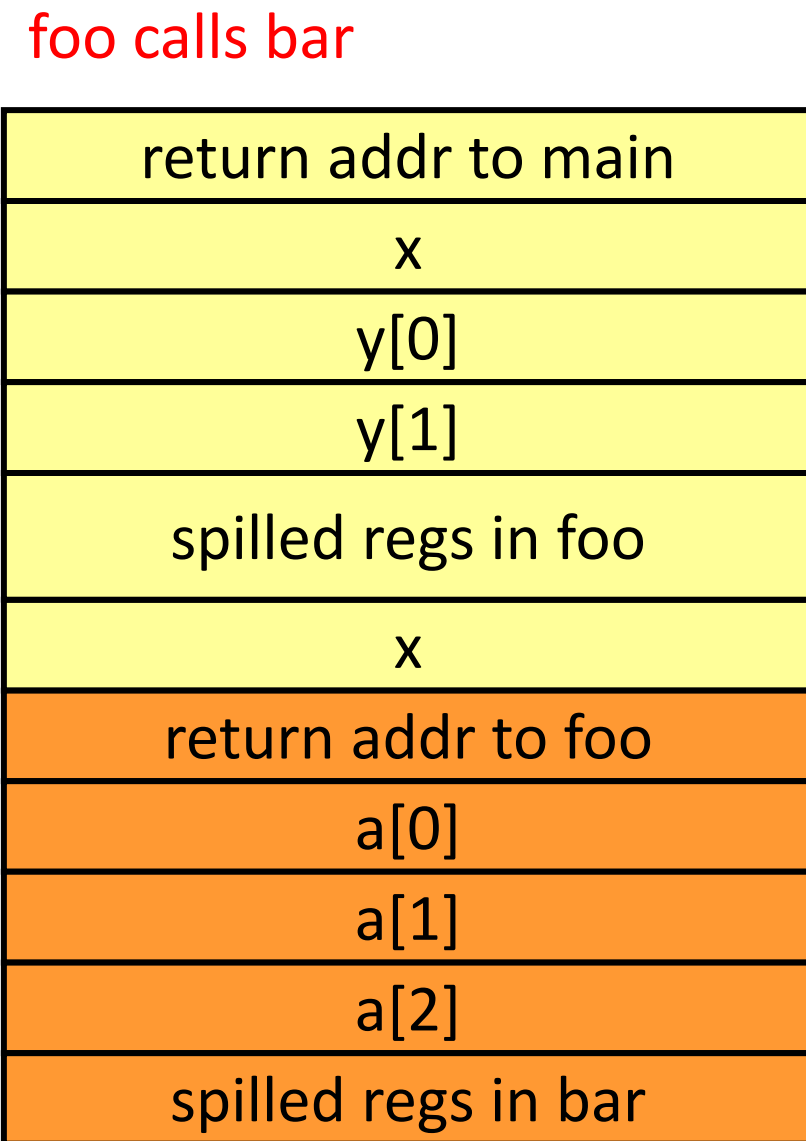 foo calls bar
return addr to main
x
y[0]
y[1]
spilled regs in foo
x
return addr to foo
a[0]
a[1]
a[2]
spilled regs in bar